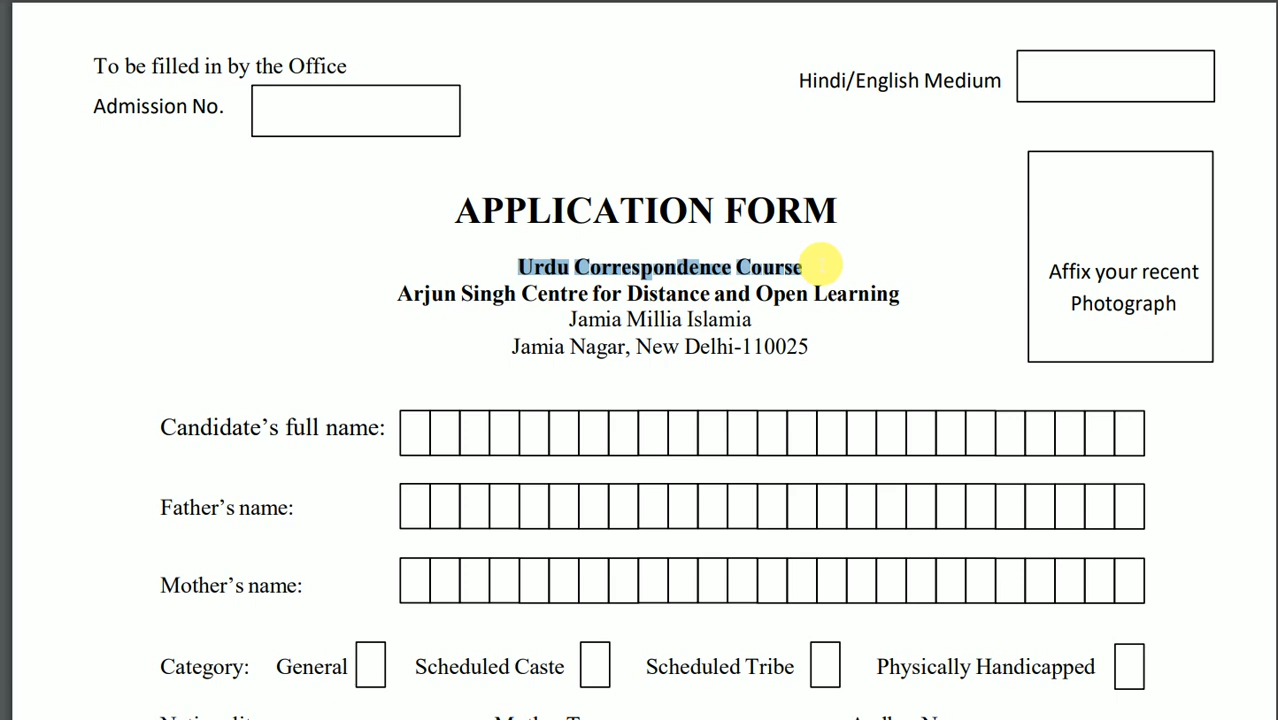 To be filled in by the Office
Admission No.
Hindi/English Medium
APPLICATION FORM
Urdu Correspondence Course
Arjun Singh Centre for Distance and Open Learning
Jamia Millia Islamia
Jamia Nagar, New Delhi-110025
Affix your recent
Photograph
Candidate’s full name:
Father’s name:
Mother’s name:
Category: General Scheduled Caste Scheduled Tribe Physically Handicapped